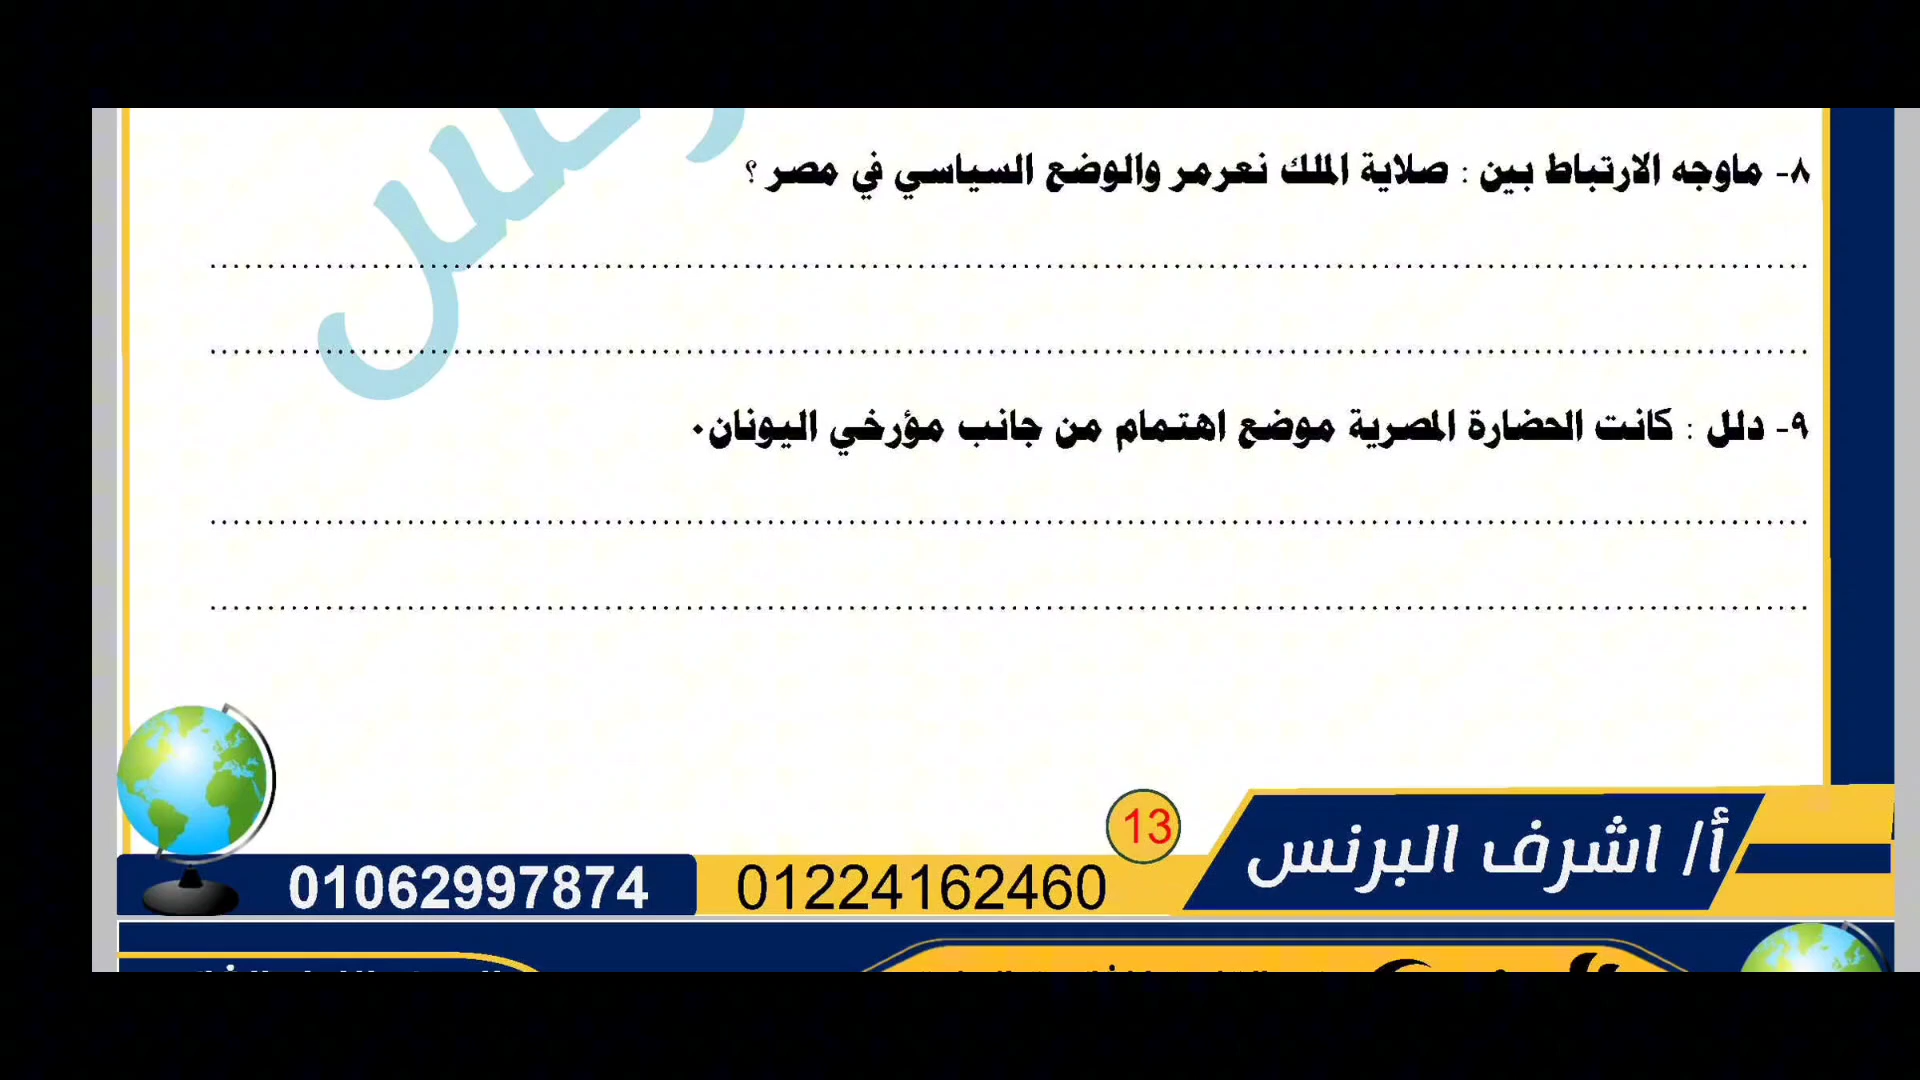 ٨- ماوجه الارتباط بين : صلاية الملك نعرمر والوضع السياسي في مصر ؟
٩- دلل : كانت الحضارة المصرية موضع اهتمام من جانب مؤرخي اليونان٠
13
أ/ اشرف البرنس
01224162460
01062997874